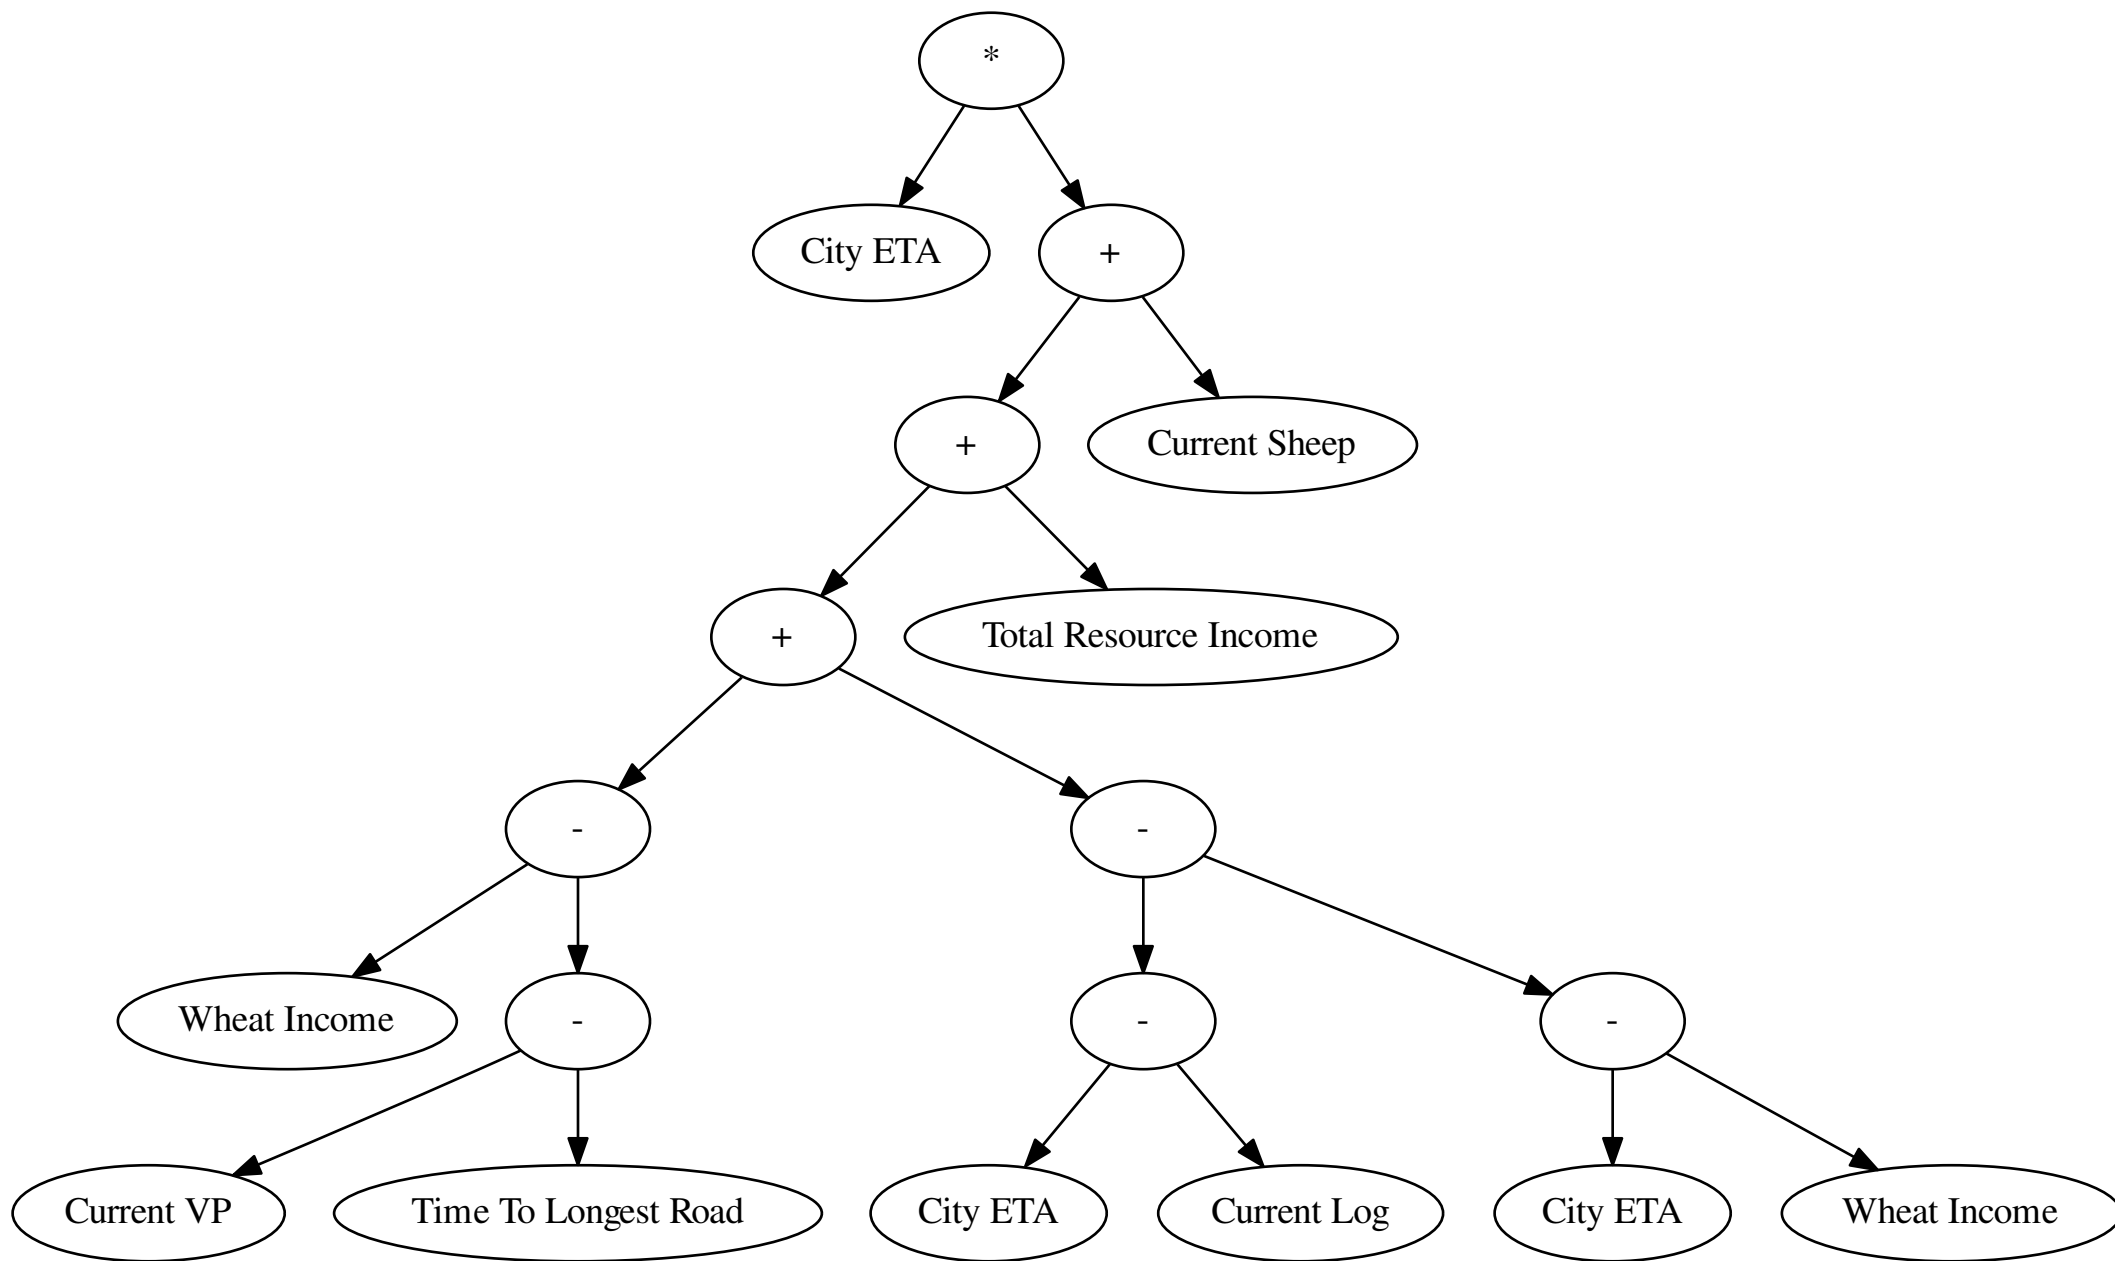 *
City ETA
+
+
Current Sheep
+
Total Resource Income
-
-
Wheat Income
-
-
-
Current VP
Time To Longest Road
City ETA
Current Log
City ETA
Wheat Income